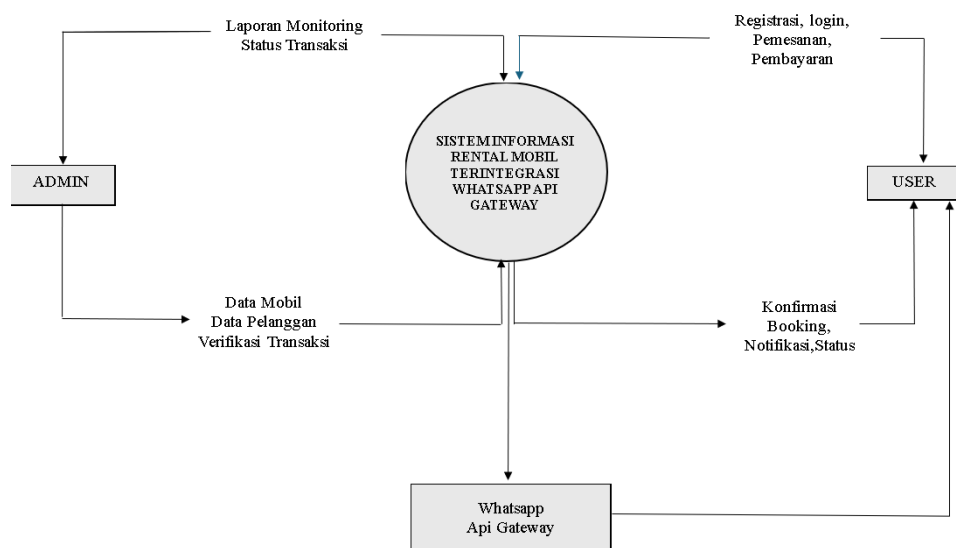 Laporan Monitoring
Status Transaksi
Registrasi, login,
Pemesanan,
Pembayaran
SISTEM INFORMASI
RENTAL MOBIL
TERINTEGRASI
WHATSAPP API
GATEWAY
ADMIN
USER
Data Mobil
Data Pelanggan
Verifikasi Transaksi
Konfirmasi
Booking,
Notifikasi,Status
Whatsapp
Api Gateway